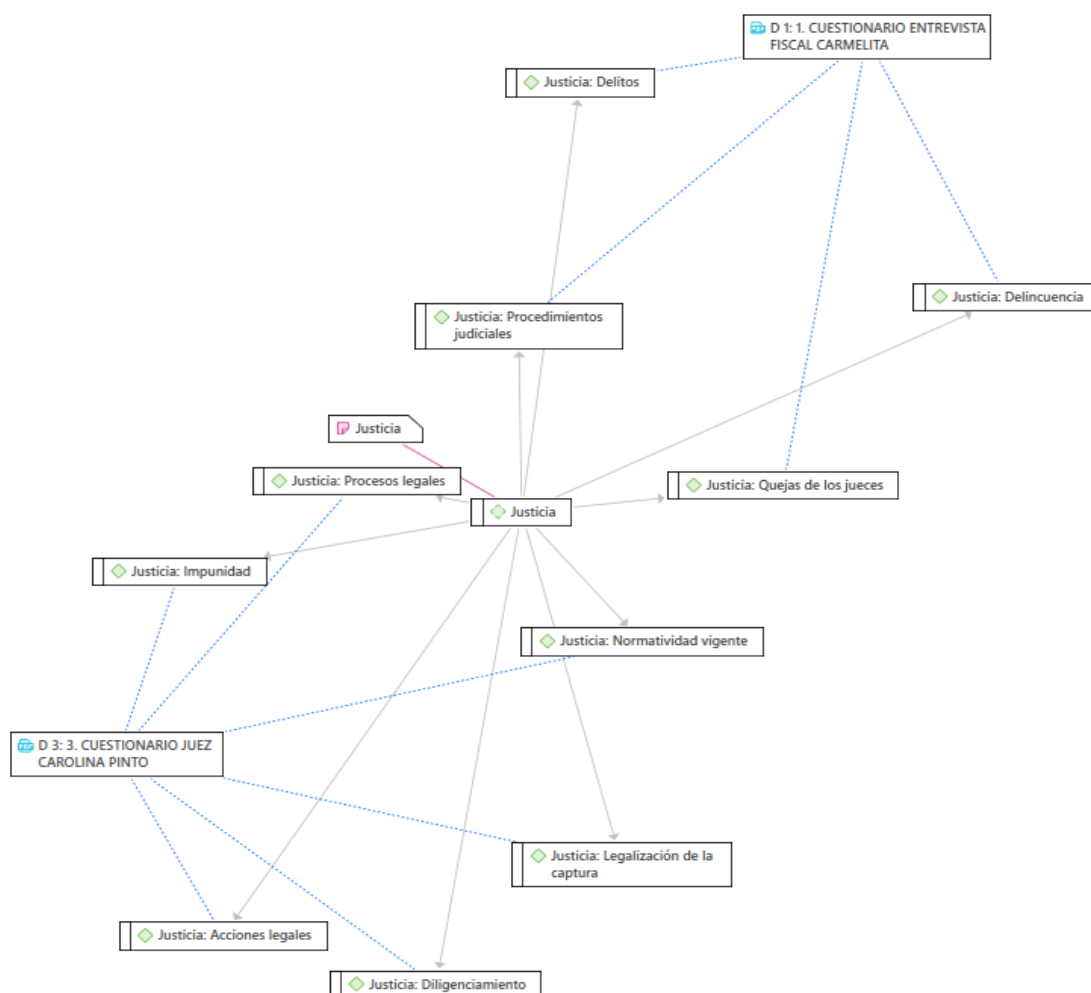 D 1: 1. CUESTIONARIO ENTREVISTA
FISCAL CARMELITA
Justicia: Delitos
Justicia: Delincuencia
Justicia: Procedimientos
judiciales
Justicia
Justicia: Procesos legales
Justicia: Quejas de los jueces
Justicia
Justicia: Impunidad
Justicia: Normatividad vigente
D 3: 3. CUESTIONARIO JUEZ
CAROLINA PINTO
Justicia: Legalización de la
captura
Justicia: Acciones legales
Justicia: Diligenciamiento